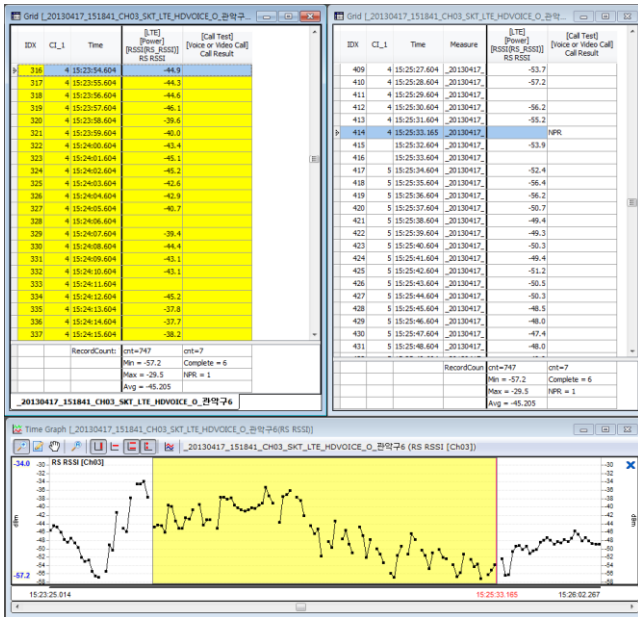 Grid [_20130417_151841_CH03_SKT_LTE_HDVOICE_O_관악구...
IDX CI_1 Time [LTE] [Power] [RSSI(RS_RSSI)] RS RSSI [Call Test] [Voice or Video Call] Call Result
316 4 15:23:54.604 -44.9
317 4 15:23:55.604 -44.3
318 4 15:23:56.604 -44.6
319 4 15:23:57.604 -46.1
320 4 15:23:58.604 -39.6
321 4 15:23:59.604 -40.0
322 4 15:24:00.604 -43.4
323 4 15:24:01.604 -45.1
324 4 15:24:02.604 -45.2
325 4 15:24:03.604 -42.6
326 4 15:24:04.604 -42.9
327 4 15:24:05.604 -40.7
328 4 15:24:06.604
329 4 15:24:07.604 -39.4
330 4 15:24:08.604 -44.4
331 4 15:24:09.604 -43.1
332 4 15:24:10.604 -43.1
333 4 15:24:11.604
334 4 15:24:12.604 -45.2
335 4 15:24:13.604 -37.8
336 4 15:24:14.604 -37.7
337 4 15:24:15.604 -38.2
RecordCount: cnt=747 cnt=7
Min = -57.2 Complete = 6
Max = -29.5 NPR = 1
Avg = -45.205
_20130417_151841_CH03_SKT_LTE_HDVOICE_O_관악구6
Grid [_20130417_151841_CH03_SKT_LTE_HDVOICE_O_관악구6]
IDX CI_1 Time Measure [LTE] [Power] [RSSI(RS_RSSI)] RS RSSI [Call Test] [Voice or Video Call] Call Result
409 4 15:25:27.604 _20130417_ -53.7
410 4 15:25:28.604 _20130417_ -57.2
411 4 15:25:29.604 _20130417_
412 4 15:25:30.604 _20130417_ -56.2
413 4 15:25:31.604 _20130417_ -55.2
414 4 15:25:33.165 _20130417_ NPR
415 15:25:32.604 _20130417_ -53.9
416 15:25:33.604 _20130417_
417 5 15:25:34.604 _20130417_ -52.4
418 5 15:25:35.604 _20130417_ -56.4
419 5 15:25:36.604 _20130417_ -56.2
420 5 15:25:37.604 _20130417_ -50.7
421 5 15:25:38.604 _20130417_ -49.4
422 5 15:25:39.604 _20130417_ -49.3
423 5 15:25:40.604 _20130417_ -50.3
424 5 15:25:41.604 _20130417_ -49.4
425 5 15:25:42.604 _20130417_ -51.2
426 5 15:25:43.604 _20130417_ -50.5
427 5 15:25:44.604 _20130417_ -50.3
428 5 15:25:45.604 _20130417_ -48.5
429 5 15:25:46.604 _20130417_ -48.0
430 5 15:25:47.604 _20130417_ -47.4
431 5 15:25:48.604 _20130417_ -48.0
RecordCoun cnt=747 cnt=7
Min = -57.2 Complete = 6
Max = -29.5 NPR = 1
Avg = -45.205
Time Graph [_20130417_151841_CH03_SKT_LTE_HDVOICE_O_관악구6(RS RSSI)]
_20130417_151841_CH03_SKT_LTE_HDVOICE_O_관악구6 (RS RSSI [Ch03])
-34.0
RS RSSI [Ch03]
-30 -32 -34 -36 -38 -40 -42 -44 -46 -48 -50 -52 -54 -56 -58
dBm
-57.2
-30 -32 -34 -36 -38 -40 -42 -44 -46 -48 -50 -52 -54 -56 -58
dBm
15:23:25.014 15:25:33.165 15:26:02.267